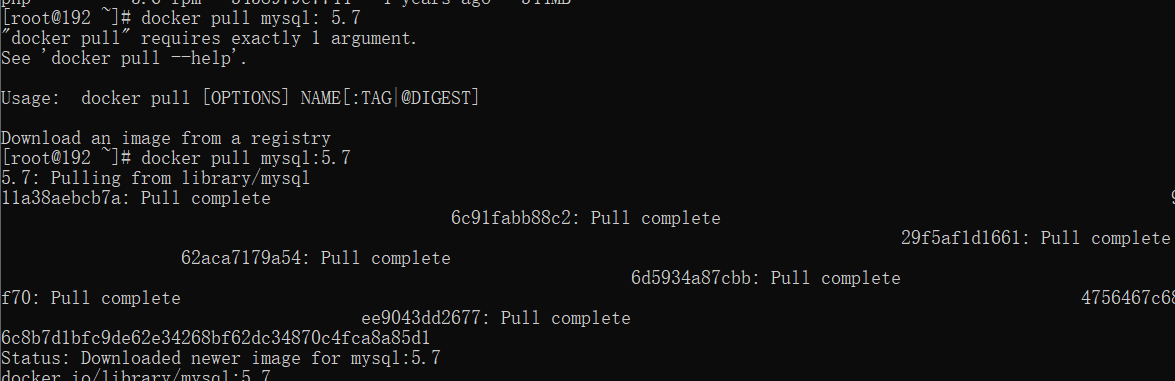 [root@192 ~]# docker pull mysql: 5.7
"docker pull" requires exactly 1 argument.
See 'docker pull --help'.
Usage:  docker pull [OPTIONS] NAME[:TAG|@DIGEST]
Download an image from a registry
[root@192 ~]# docker pull mysql:5.7
5.7: Pulling from library/mysql
11a38aebcb7a: Pull complete
6c91fabb88c2: Pull complete
29f5af1d1661: Pull complete
62aca7179a54: Pull complete
6d5934a87cbb: Pull complete
f70: Pull complete 4756467c68
ee9043dd2677: Pull complete
6c8b7d1bfc9de62e34268bf62dc34870c4fca8a85d1
Status: Downloaded newer image for mysql:5.7
docker.io/library/mysql:5.7